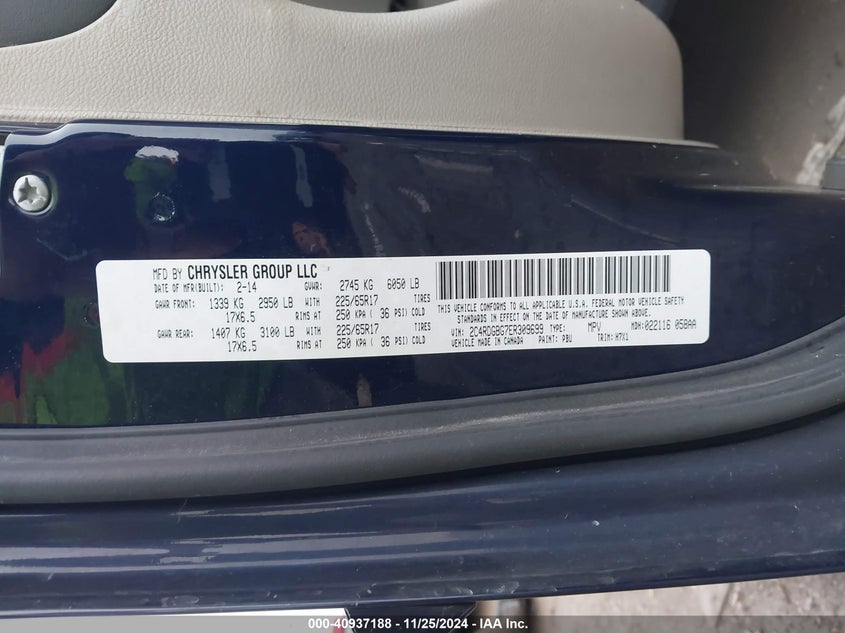 MFD BY CHRYSLER GROUP LLC
DATE OF MFR(BUILT): 2-14 GVWR: 2745 KG 6050 LB
GAWR FRONT: 1339 KG 2950 LB WITH 225/65R17 TIRES
17X6.5 RIMS AT 250 KPA ( 36 PSI) COLD
GAWR REAR: 1407 KG 3100 LB WITH 225/65R17 TIRES
17X6.5 RIMS AT 250 KPA ( 36 PSI) COLD
THIS VEHICLE CONFORMS TO ALL APPLICABLE U.S.A. FEDERAL MOTOR VEHICLE SAFETY
STANDARDS IN EFFECT ON THE DATE OF MANUFACTURE SHOWN ABOVE.
VIN: 2C4RDGBG7ER309699 TYPE: MPV MDH: 022116 058AA
VEHICLE MADE IN CANADA PAINT: PBU TRIM: H7X1
000-40937188 - 11/25/2024 - IAA Inc.